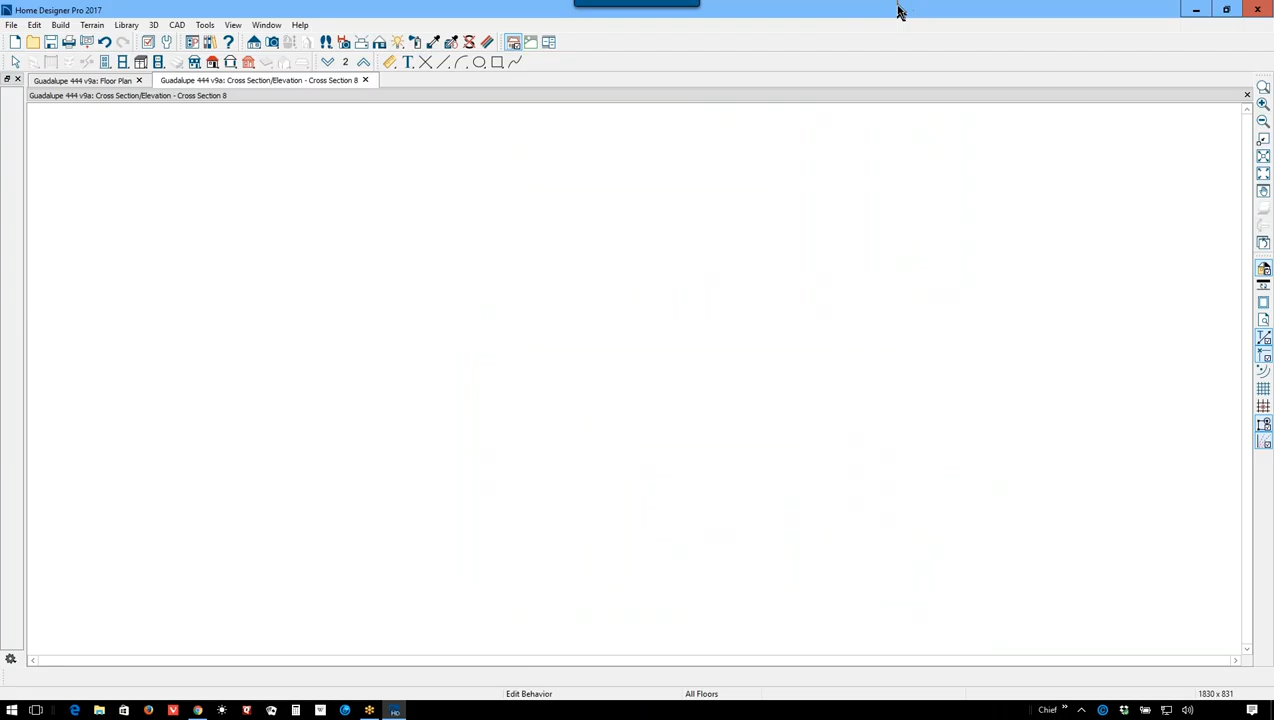 Home Designer Pro 2017
File Edit Build Terrain Library 3D CAD Tools View Window Help
2
Guadalupe 444 v9a: Floor Plan
Guadalupe 444 v9a: Cross Section/Elevation - Cross Section 8
Guadalupe 444 v9a: Cross Section/Elevation - Cross Section 8
Edit Behavior
All Floors
1830 x 831
Chief